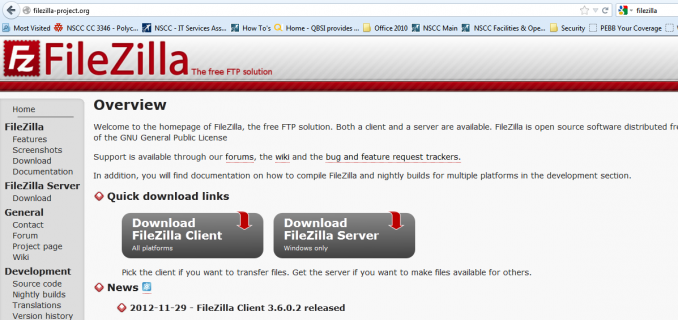 filezilla-project.org
filezilla
Most Visited NSCC CC 3346 - Polyc... NSCC - IT Services Ass... How To's Home - QBSI provides ... Office 2010 NSCC Main NSCC Facilities & Ope... Security PEBB Your Coverage
Fz FileZilla The free FTP solution
Home
FileZilla
Features
Screenshots
Download
Documentation
FileZilla Server
Download
General
Contact
Forum
Project page
Wiki
Development
Source code
Nightly builds
Translations
Version history
Overview
Welcome to the homepage of FileZilla, the free FTP solution. Both a client and a server are available. FileZilla is open source software distributed fre
of the GNU General Public License
Support is available through our forums, the wiki and the bug and feature request trackers.
In addition, you will find documentation on how to compile FileZilla and nightly builds for multiple platforms in the development section.
Quick download links
Download
FileZilla Client
All platforms
Download
FileZilla Server
Windows only
Pick the client if you want to transfer files. Get the server if you want to make files available for others.
News
2012-11-29 - FileZilla Client 3.6.0.2 released